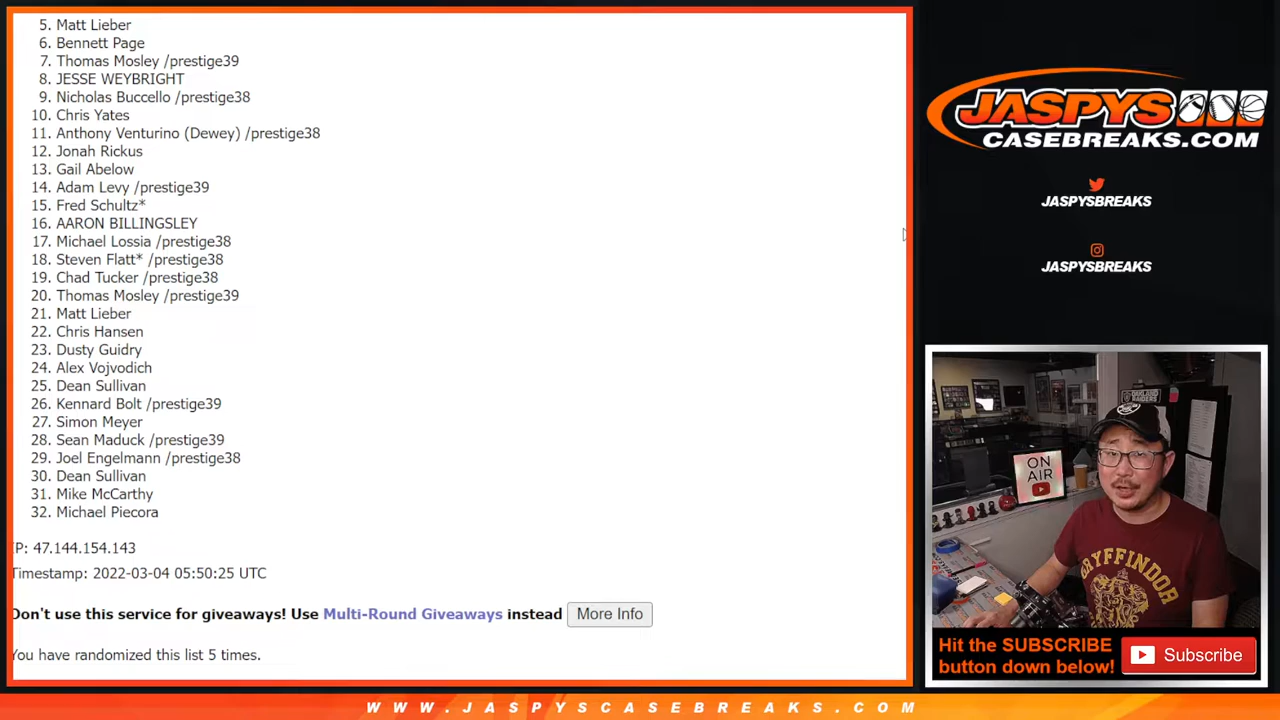 5. Matt Lieber
6. Bennett Page
7. Thomas Mosley /prestige39
8. JESSE WEYBRIGHT
9. Nicholas Buccello /prestige38
10. Chris Yates
11. Anthony Venturino (Dewey) /prestige38
12. Jonah Rickus
13. Gail Abelow
14. Adam Levy /prestige39
15. Fred Schultz*
16. AARON BILLINGSLEY
17. Michael Lossia /prestige38
18. Steven Flatt* /prestige38
19. Chad Tucker /prestige38
20. Thomas Mosley /prestige39
21. Matt Lieber
22. Chris Hansen
23. Dusty Guidry
24. Alex Vojvodich
25. Dean Sullivan
26. Kennard Bolt /prestige39
27. Simon Meyer
28. Sean Maduck /prestige39
29. Joel Engelmann /prestige38
30. Dean Sullivan
31. Mike McCarthy
32. Michael Piecora
IP: 47.144.154.143
Timestamp: 2022-03-04 05:50:25 UTC
Don't use this service for giveaways! Use Multi-Round Giveaways instead More Info
You have randomized this list 5 times.
JASPYS
CASEBREAKS.COM
JASPYSBREAKS
JASPYSBREAKS
OAKLAND
RAIDERS
ON
AIR
GRYFFINDOR
Hit the SUBSCRIBE
button down below!
Subscribe
WWW.JASPYSCASEBREAKS.COM